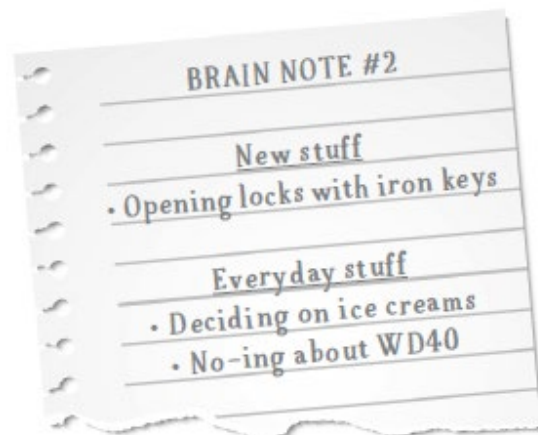 BRAIN NOTE #2
New stuff
• Opening locks with iron keys
Everyday stuff
• Deciding on ice creams
• No-ing about WD40